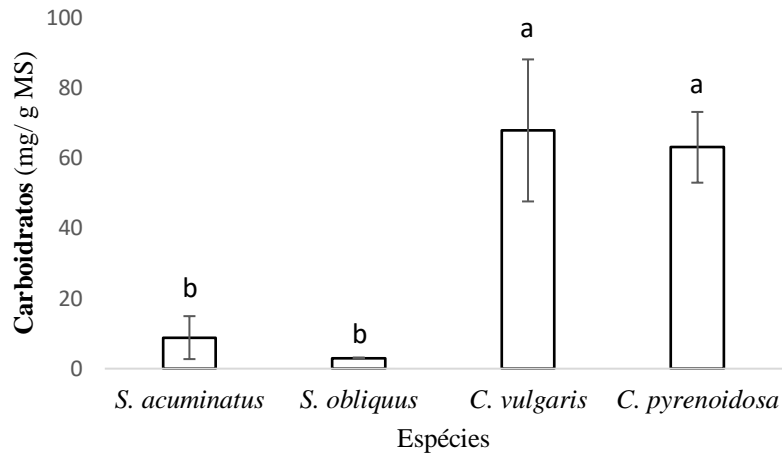 100
80
60
40
20
0
Carboidratos (mg/ g MS)
b
b
a
a
S. acuminatus
S. obliquus
C. vulgaris
C. pyrenoidosa
Espécies